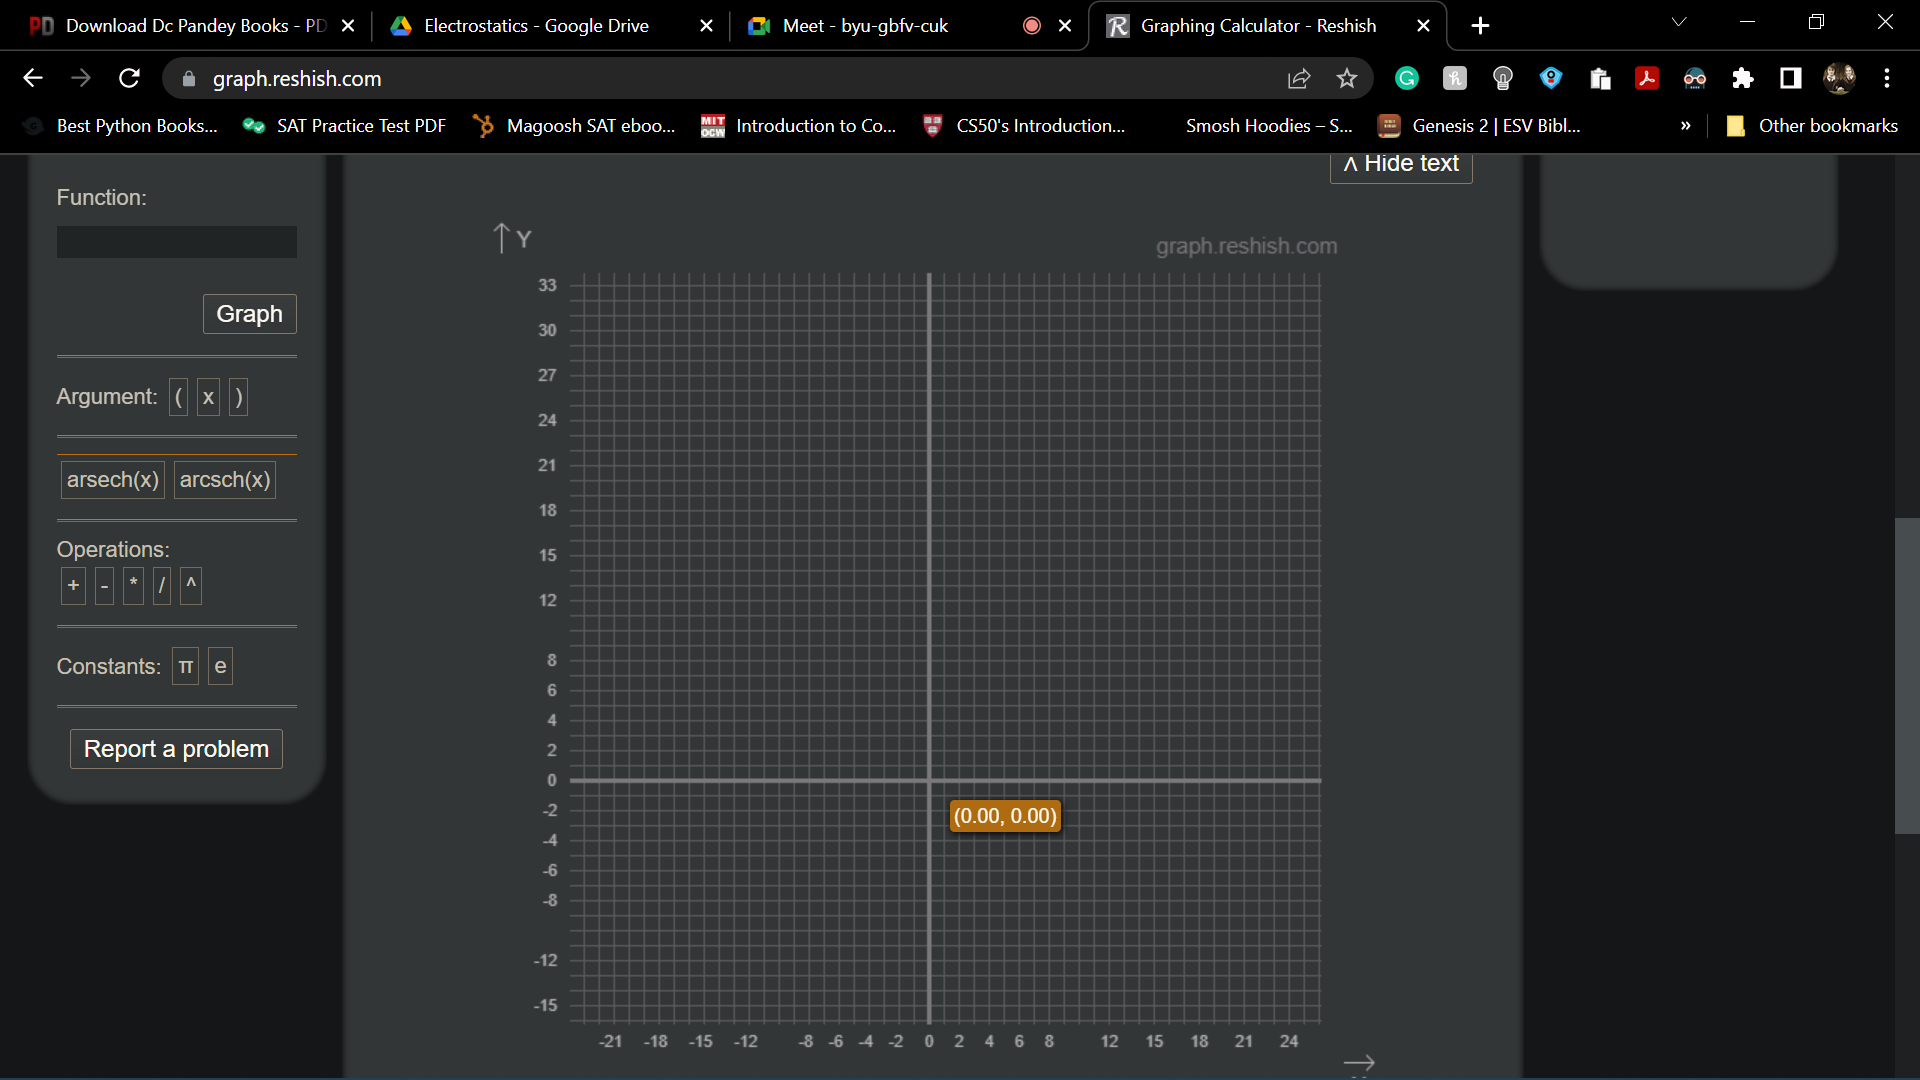 PD Download Dc Pandey Books - PD
Electrostatics - Google Drive
Meet - byu-gbfv-cuk
R Graphing Calculator - Reshish
graph.reshish.com
Best Python Books...
SAT Practice Test PDF
Magoosh SAT eboo...
MIT OCW Introduction to Co...
CS50's Introduction...
Smosh Hoodies – S...
Genesis 2 | ESV Bibl...
»
Other bookmarks
Function:
Graph
Argument: ( x )
arsech(x) arcsch(x)
Operations:
+ - * / ^
Constants: π e
Report a problem
ᐱ Hide text
↑ Y
graph.reshish.com
33
30
27
24
21
18
15
12
8
6
4
2
0
-2
-4
-6
-8
-12
-15
(0.00, 0.00)
-21 -18 -15 -12 -8 -6 -4 -2 0 2 4 6 8 12 15 18 21 24
→